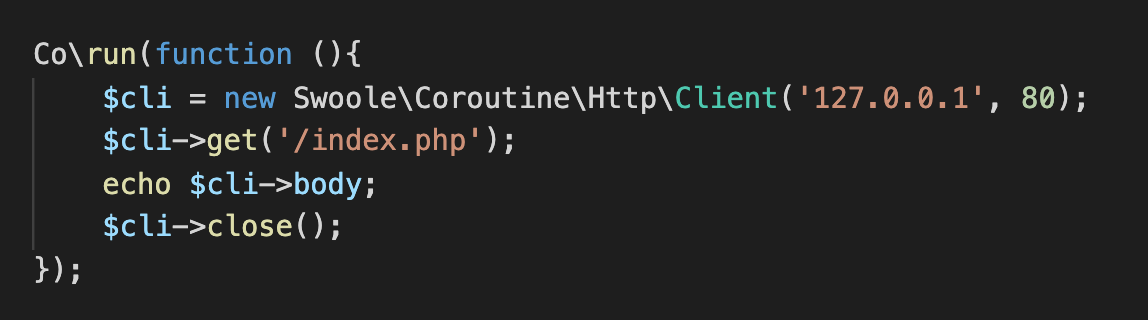 Co\run(function (){
    $cli = new Swoole\Coroutine\Http\Client('127.0.0.1', 80);
    $cli->get('/index.php');
    echo $cli->body;
    $cli->close();
});